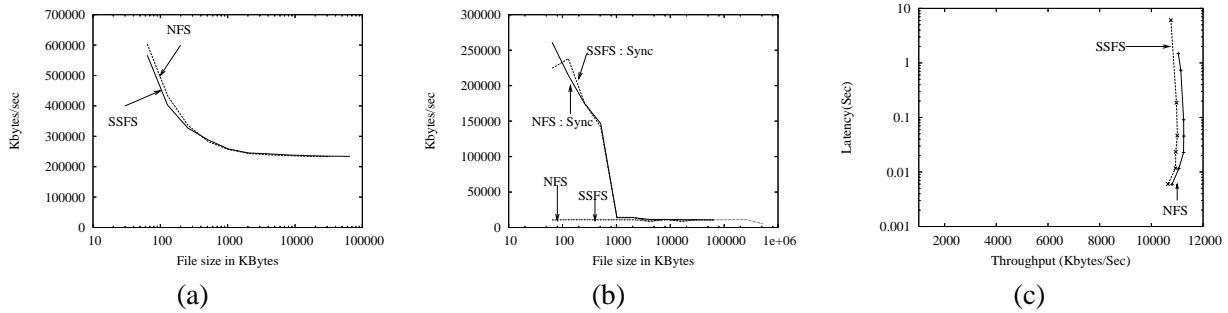 700000
600000
500000
400000
300000
200000
100000
0
Kbytes/sec
NFS
SSFS
10
100
1000
10000
100000
File size in KBytes
(a)
300000
250000
200000
150000
100000
50000
0
Kbytes/sec
SSFS : Sync
NFS : Sync
NFS
SSFS
10
100
1000
10000
100000
1e+06
File size in KBytes
(b)
10
1
0.1
0.01
0.001
Latency(Sec)
SSFS
NFS
2000
4000
6000
8000
10000
12000
Throughput (Kbytes/Sec)
(c)